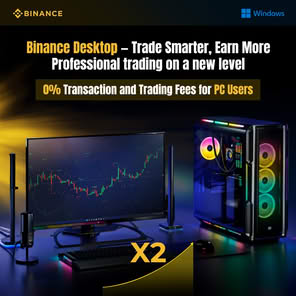 BINANCE
Windows
Binance Desktop – Trade Smarter, Earn More
Professional trading on a new level
0% Transaction and Trading Fees for PC Users
X2